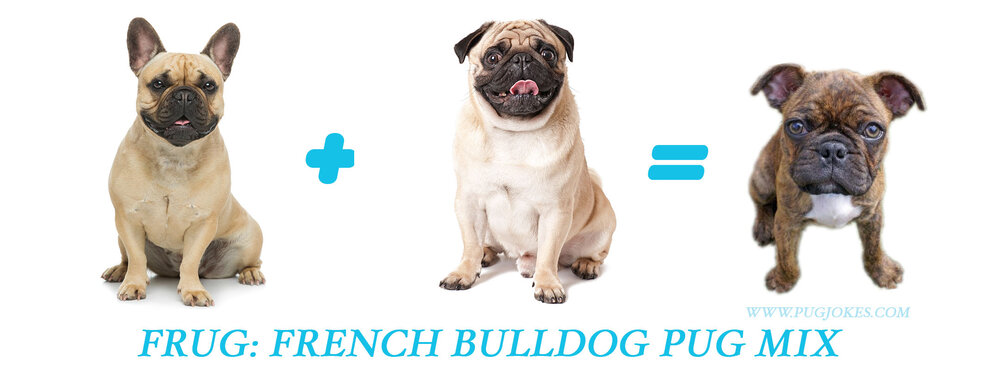 WWW.PUGJOKES.COM
FRUG: FRENCH BULLDOG PUG MIX